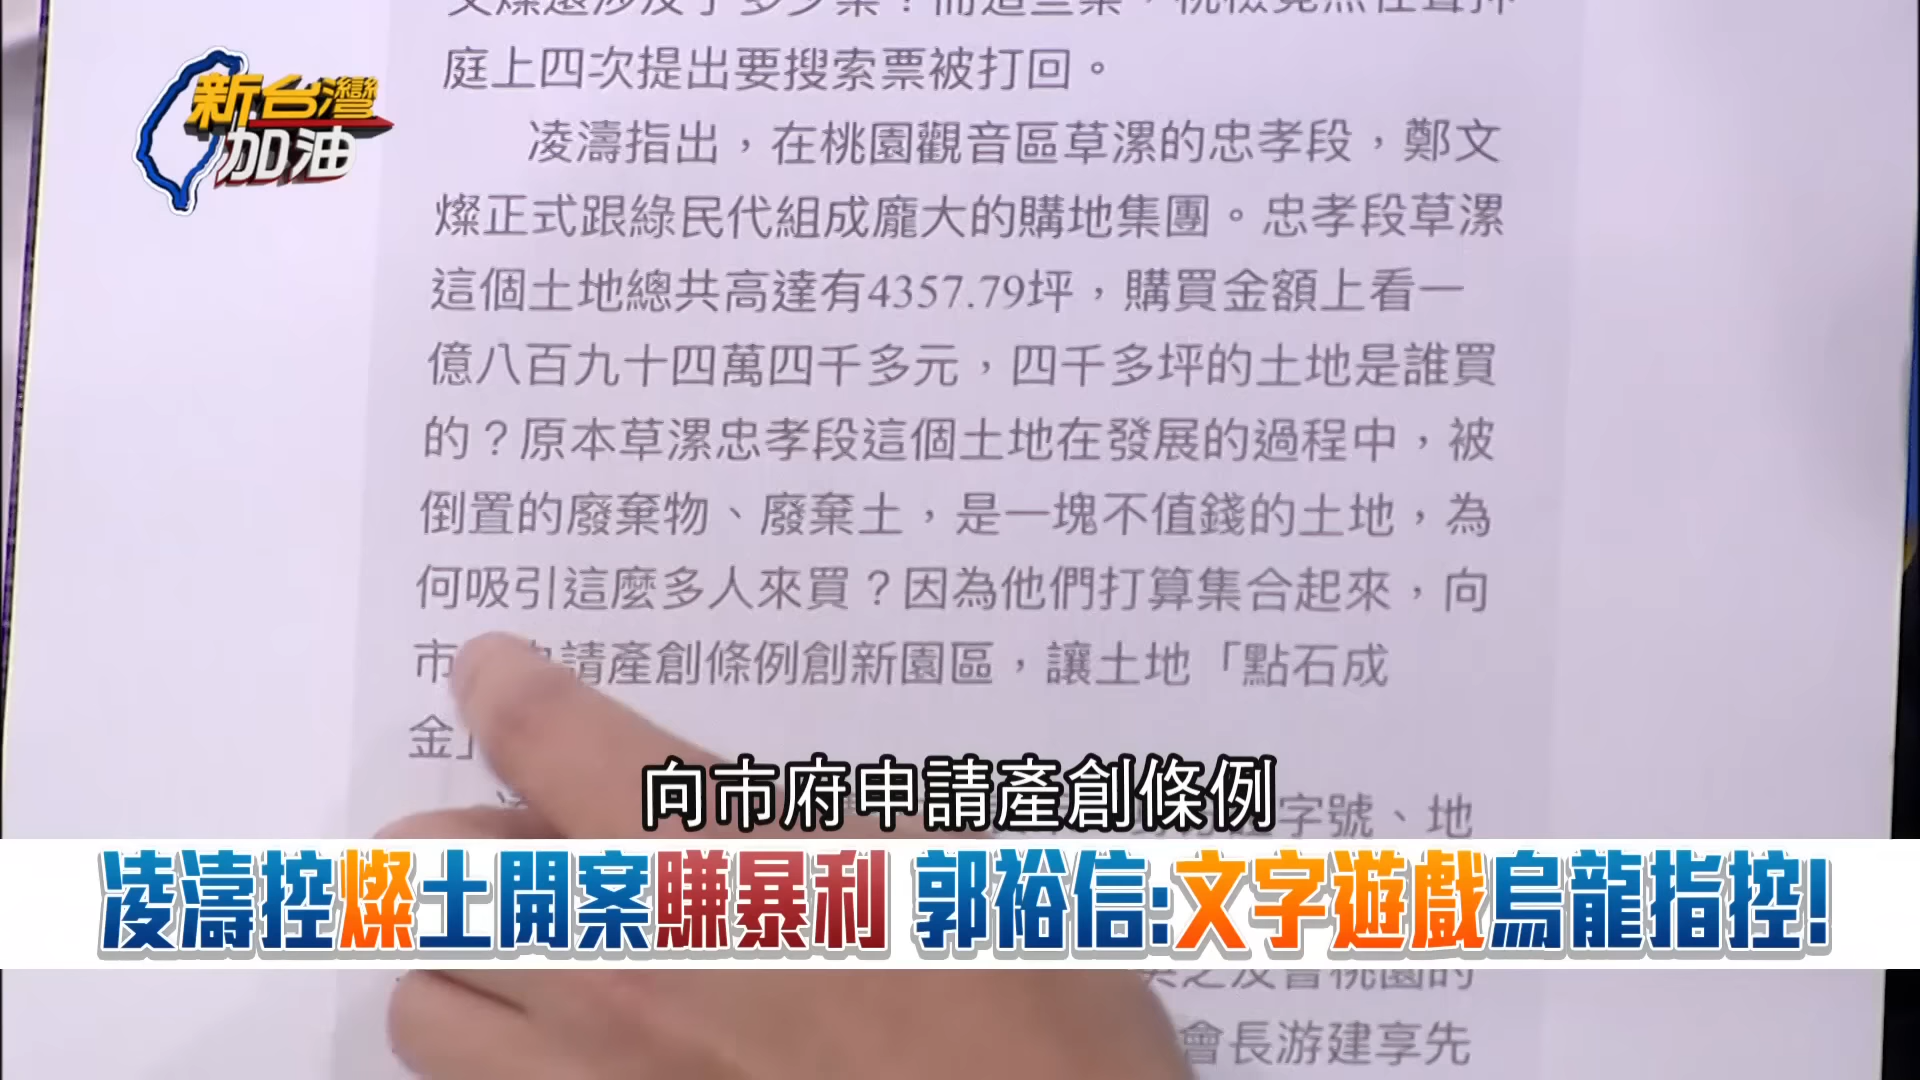 庭上四次提出要搜索票被打回。
新台灣
加油
凌濤指出，在桃園觀音區草漯的忠孝段，鄭文
燦正式跟綠民代組成龐大的購地集團。忠孝段草漯
這個土地總共高達有4357.79坪，購買金額上看一
億八百九十四萬四千多元，四千多坪的土地是誰買
的？原本草漯忠孝段這個土地在發展的過程中，被
倒置的廢棄物、廢棄土，是一塊不值錢的土地，為
何吸引這麼多人來買？因為他們打算集合起來，向
市 請產創條例創新園區，讓土地「點石成
金」
向市府申請產創條例
字號、地
凌濤控燦土開案賺暴利 郭裕信:文字遊戲烏龍指控!
會桃園的
會長游建享先